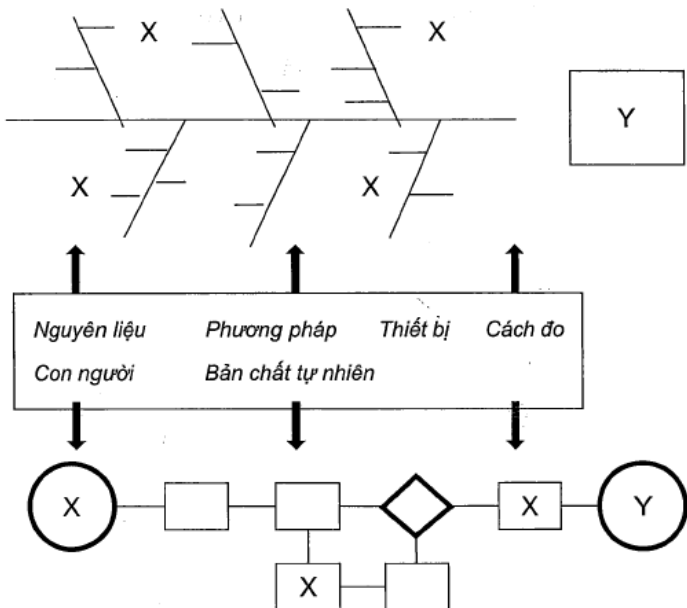 X
X
Y
X
X
Nguyên liệu Phương pháp Thiết bị Cách đo
Con người Bản chất tự nhiên
X
X
Y
X